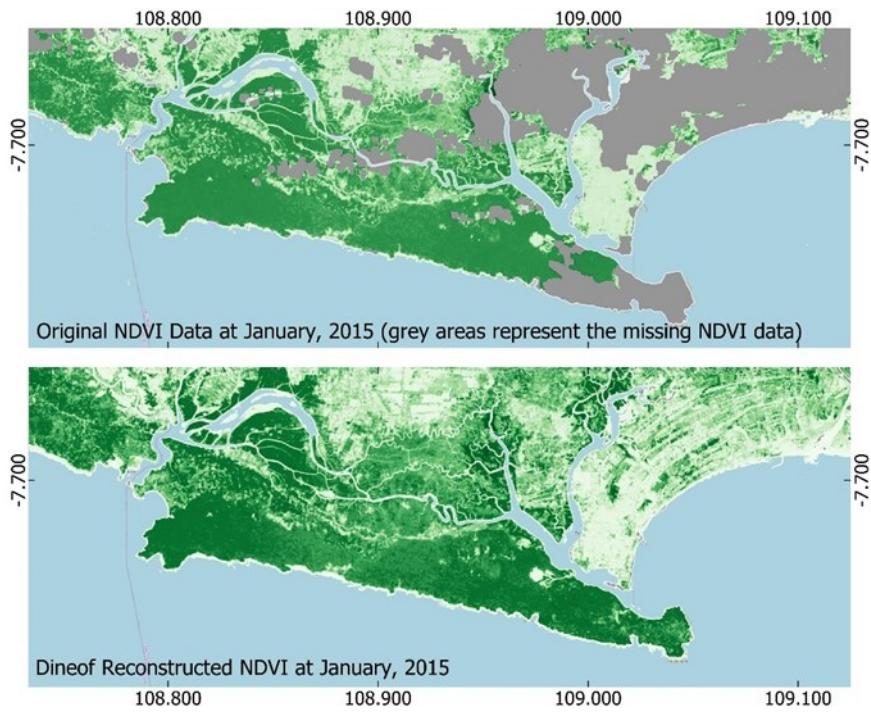 108.800 108.900 109.000 109.100
-7.700 -7.700
Original NDVI Data at January, 2015 (grey areas represent the missing NDVI data)
-7.700 -7.700
Dineof Reconstructed NDVI at January, 2015
108.800 108.900 109.000 109.100